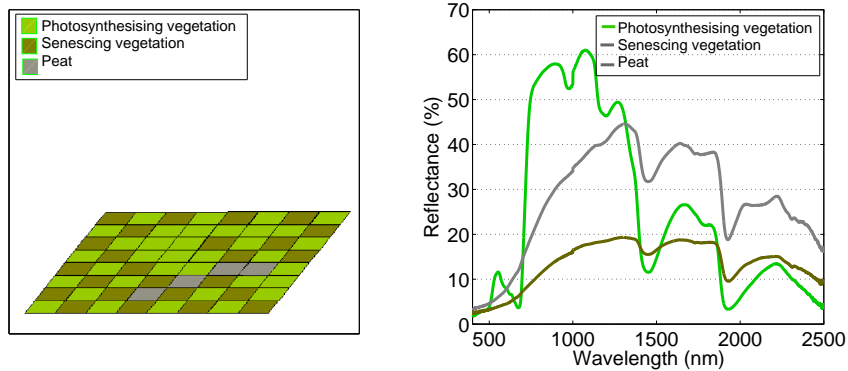 Photosynthesising vegetation
Senescing vegetation
Peat
70
60
50
40
30
20
10
0
Reflectance (%)
Photosynthesising vegetation
Senescing vegetation
Peat
500
1000
1500
2000
2500
Wavelength (nm)